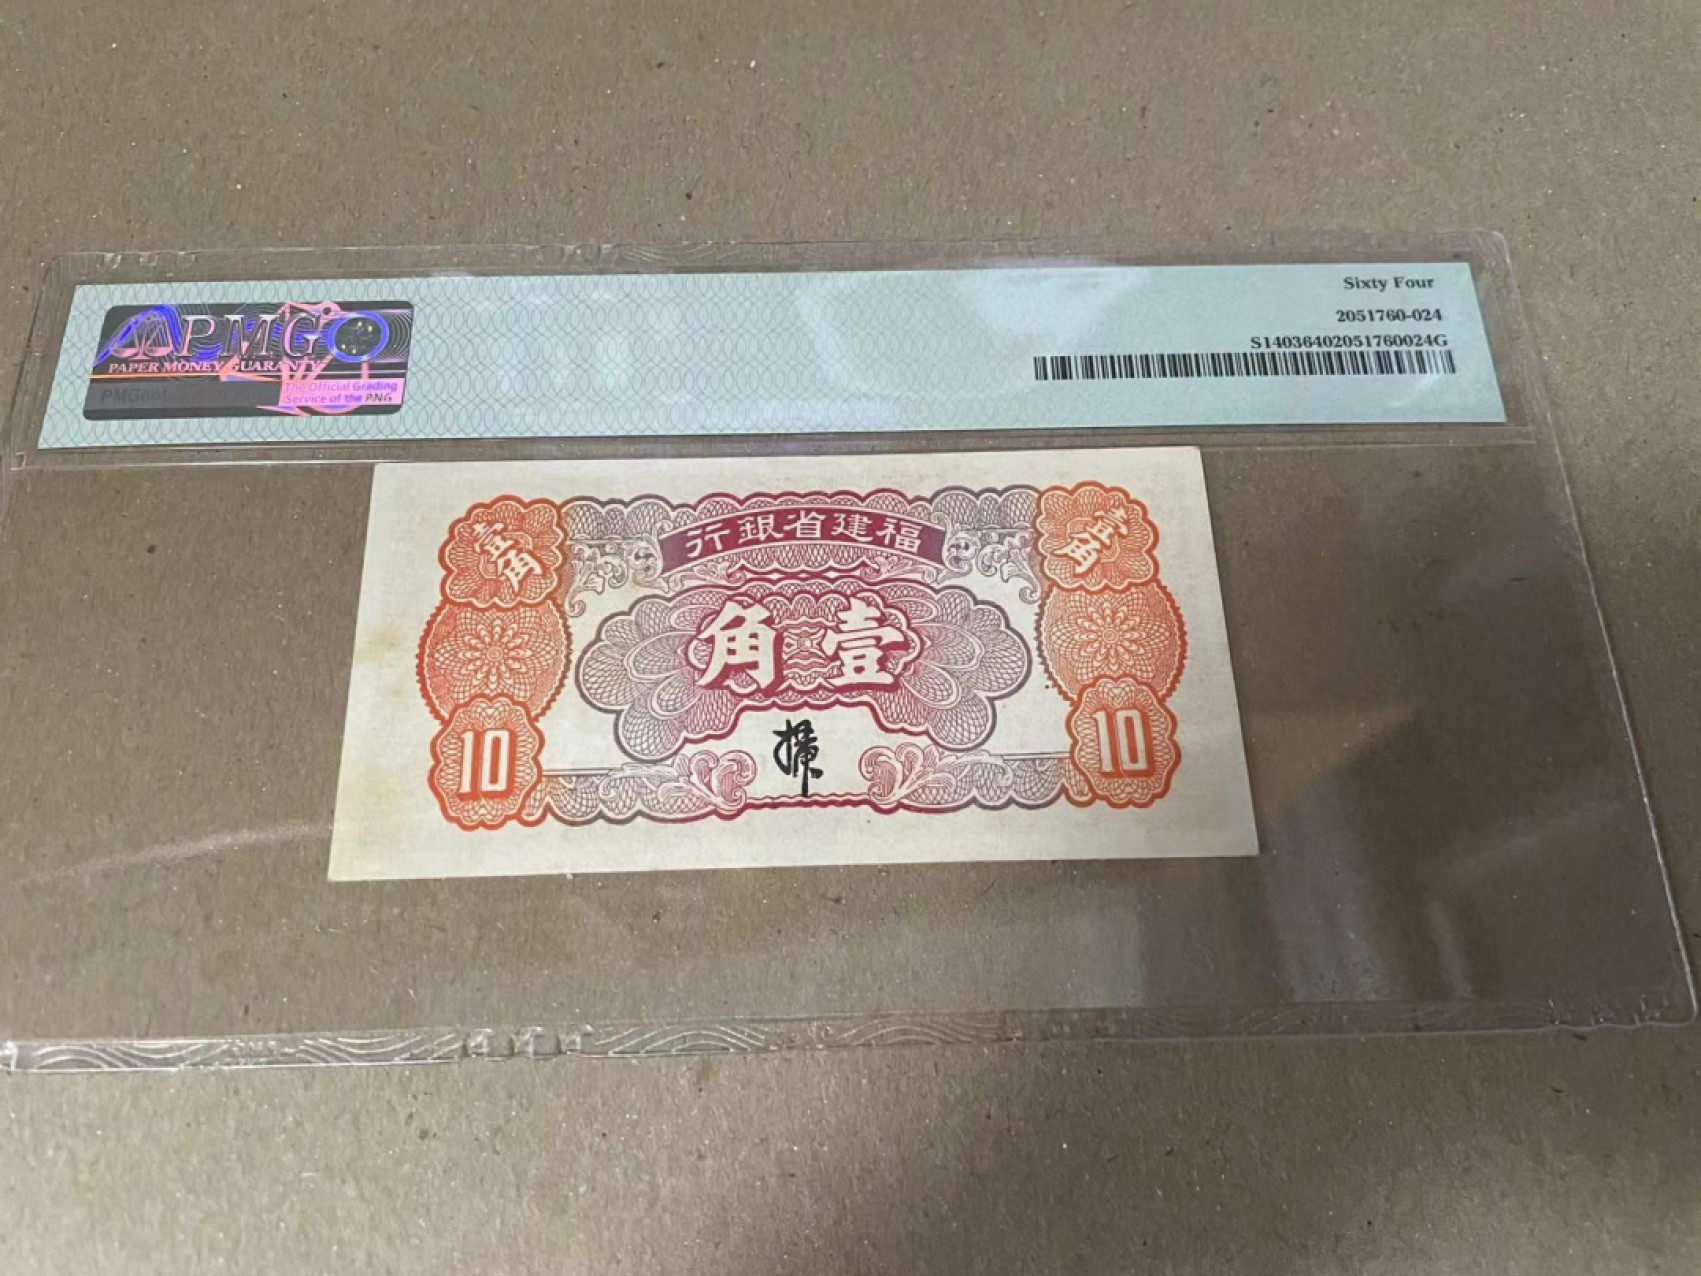 Sixty Four
2051760-024
S14036402051760024G
PMG
PAPER MONEY GUARANTY
The Official Grading
Service of the PNG
行銀省建福
壹角
壹角
角壹
10
10